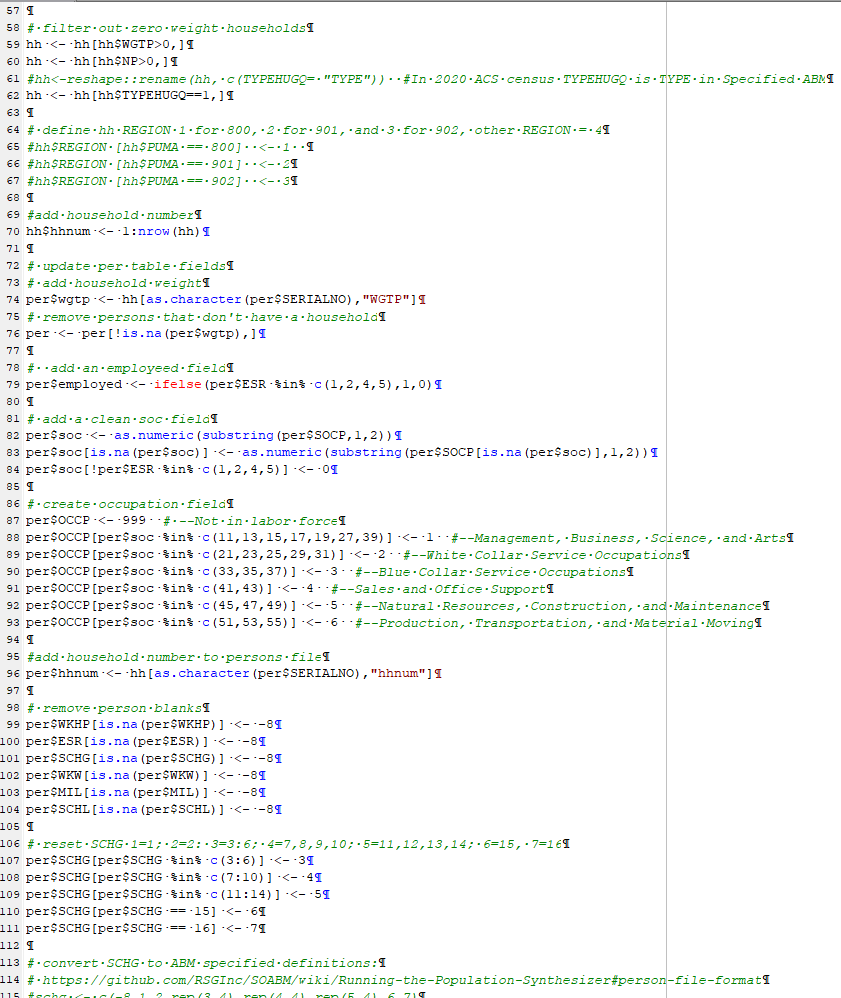 57 ¶
58 # filter out zero weight households¶
59 hh <- hh[hh$WGTP>0,]¶
60 hh <- hh[hh$NP>0,]¶
61 #hh<-reshape::rename(hh, c(TYPEHUGQ= "TYPE"))  #In 2020 ACS census TYPEHUGQ is TYPE in Specified ABM¶
62 hh <- hh[hh$TYPEHUGQ==1,]¶
63 ¶
64 # define hh REGION 1 for 800, 2 for 901, and 3 for 902, other REGION = 4¶
65 #hh$REGION [hh$PUMA == 800]  <- 1  ¶
66 #hh$REGION [hh$PUMA == 901]  <- 2¶
67 #hh$REGION [hh$PUMA == 902]  <- 3¶
68 ¶
69 #add household number¶
70 hh$hhnum <- 1:nrow(hh)¶
71 ¶
72 # update per table fields¶
73 # add household weight¶
74 per$wgtp <- hh[as.character(per$SERIALNO),"WGTP"]¶
75 # remove persons that don't have a household¶
76 per <- per[!is.na(per$wgtp),]¶
77 ¶
78 #  add an employeed field¶
79 per$employed <- ifelse(per$ESR %in% c(1,2,4,5),1,0)¶
80 ¶
81 # add a clean soc field¶
82 per$soc <- as.numeric(substring(per$SOCP,1,2))¶
83 per$soc[is.na(per$soc)] <- as.numeric(substring(per$SOCP[is.na(per$soc)],1,2))¶
84 per$soc[!per$ESR %in% c(1,2,4,5)] <- 0¶
85 ¶
86 # create occupation field¶
87 per$OCCP <- 999  # --Not in labor force¶
88 per$OCCP[per$soc %in% c(11,13,15,17,19,27,39)] <- 1  #--Management, Business, Science, and Arts¶
89 per$OCCP[per$soc %in% c(21,23,25,29,31)] <- 2  #--White Collar Service Occupations¶
90 per$OCCP[per$soc %in% c(33,35,37)] <- 3  #--Blue Collar Service Occupations¶
91 per$OCCP[per$soc %in% c(41,43)] <- 4  #--Sales and Office Support¶
92 per$OCCP[per$soc %in% c(45,47,49)] <- 5  #--Natural Resources, Construction, and Maintenance¶
93 per$OCCP[per$soc %in% c(51,53,55)] <- 6  #--Production, Transportation, and Material Moving¶
94 ¶
95 #add household number to persons file¶
96 per$hhnum <- hh[as.character(per$SERIALNO),"hhnum"]¶
97 ¶
98 # remove person blanks¶
99 per$WKHP[is.na(per$WKHP)] <- -8¶
100 per$ESR[is.na(per$ESR)] <- -8¶
101 per$SCHG[is.na(per$SCHG)] <- -8¶
102 per$WKW[is.na(per$WKW)] <- -8¶
103 per$MIL[is.na(per$MIL)] <- -8¶
104 per$SCHL[is.na(per$SCHL)] <- -8¶
105 ¶
106 # reset SCHG 1=1; 2=2: 3=3:6; 4=7,8,9,10; 5=11,12,13,14; 6=15, 7=16¶
107 per$SCHG[per$SCHG %in% c(3:6)] <- 3¶
108 per$SCHG[per$SCHG %in% c(7:10)] <- 4¶
109 per$SCHG[per$SCHG %in% c(11:14)] <- 5¶
110 per$SCHG[per$SCHG == 15] <- 6¶
111 per$SCHG[per$SCHG == 16] <- 7¶
112 ¶
113 # convert SCHG to ABM specified definitions:¶
114 # https://github.com/RSGInc/SOABM/wiki/Running-the-Population-Synthesizer#person-file-format¶
115 #schg <- c(-8,1,2,rep(3,4),rep(4,4),rep(5,4),6,7)¶